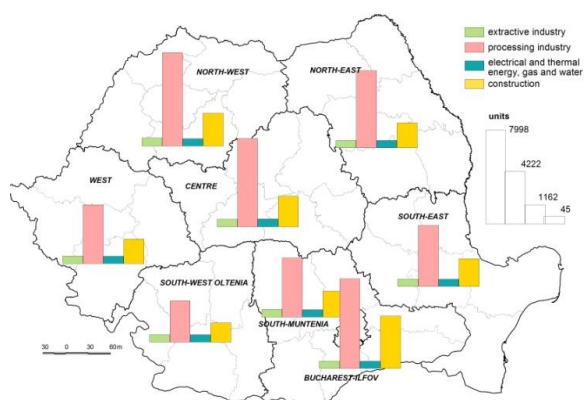 extractive industry
processing industry
electrical and thermal
energy, gas and water
construction
units
7998
4222
1162
45
NORTH-WEST
NORTH-EAST
WEST
CENTRE
SOUTH-EAST
SOUTH-WEST OLTENIA
SOUTH-MUNTENIA
BUCHAREST-ILFOV
30 0 30 60m